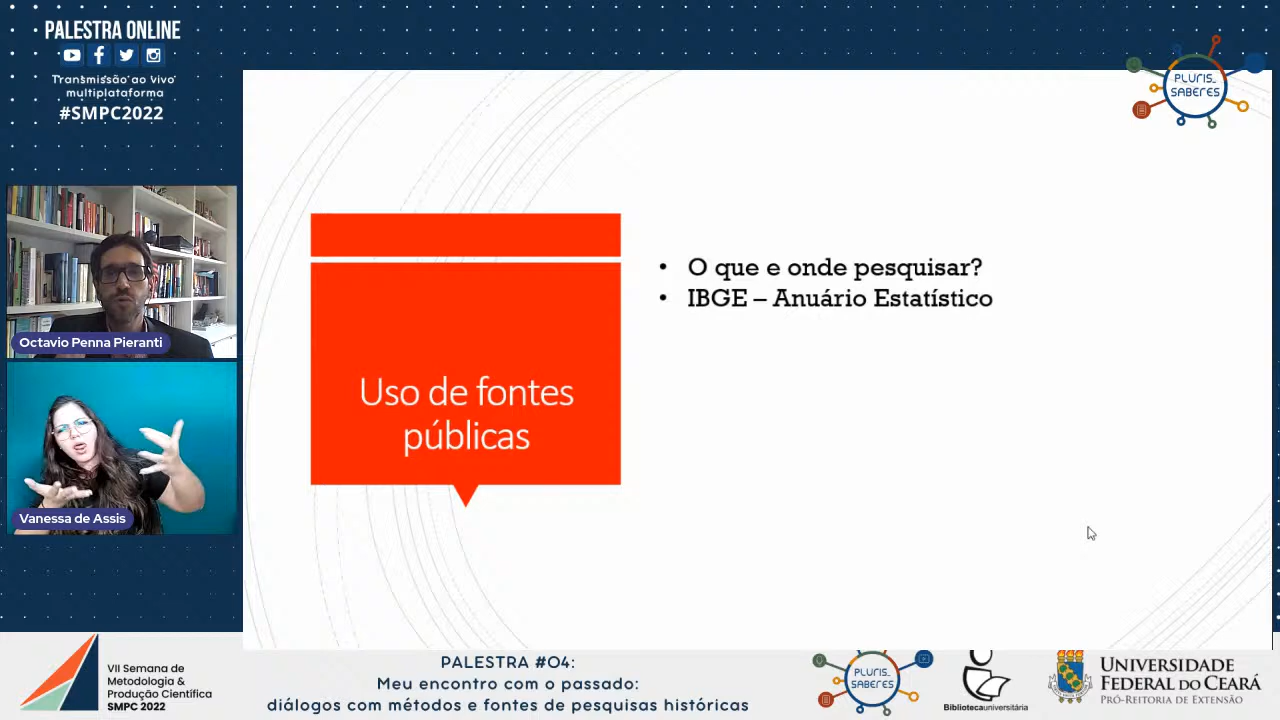 PALESTRA ONLINE
Transmissão ao vivo
multiplataforma
#SMPC2022
PLURIS_
SABERES
Octavio Penna Pieranti
Vanessa de Assis
Uso de fontes
públicas
• O que e onde pesquisar?
• IBGE – Anuário Estatístico
VII Semana de
Metodologia &
Produção Científica
SMPC 2022
PALESTRA #04:
Meu encontro com o passado:
diálogos com métodos e fontes de pesquisas históricas
PLURIS_
SABERES
Bibliotecauniversitária
UNIVERSIDADE
FEDERAL DO CEARÁ
PRÓ-REITORIA DE EXTENSÃO